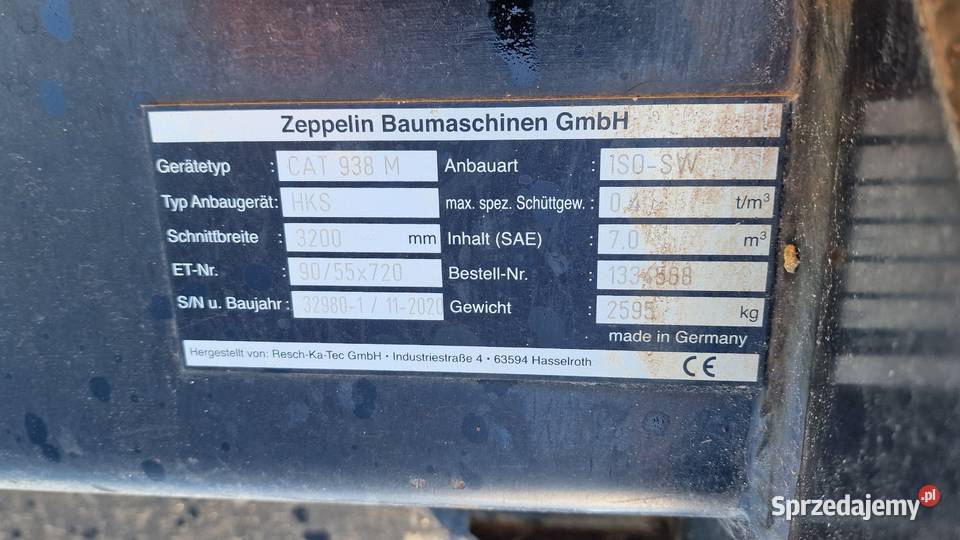 Zeppelin Baumaschinen GmbH
Gerätetyp : CAT 938 M Anbauart : ISO-SW
Typ Anbaugerät: HKS max. spez. Schüttgew. : t/m³
Schnittbreite : 3200 mm Inhalt (SAE) : 7.0 m³
ET-Nr. : 90/55x720 Bestell-Nr. :
S/N u. Baujahr : 32980-1 / 11-2020 Gewicht : 2595 kg
made in Germany
Hergestellt von: Resch-Ka-Tec GmbH • Industriestraße 4 • 63594 Hasselroth CE
Sprzedajemy.pl